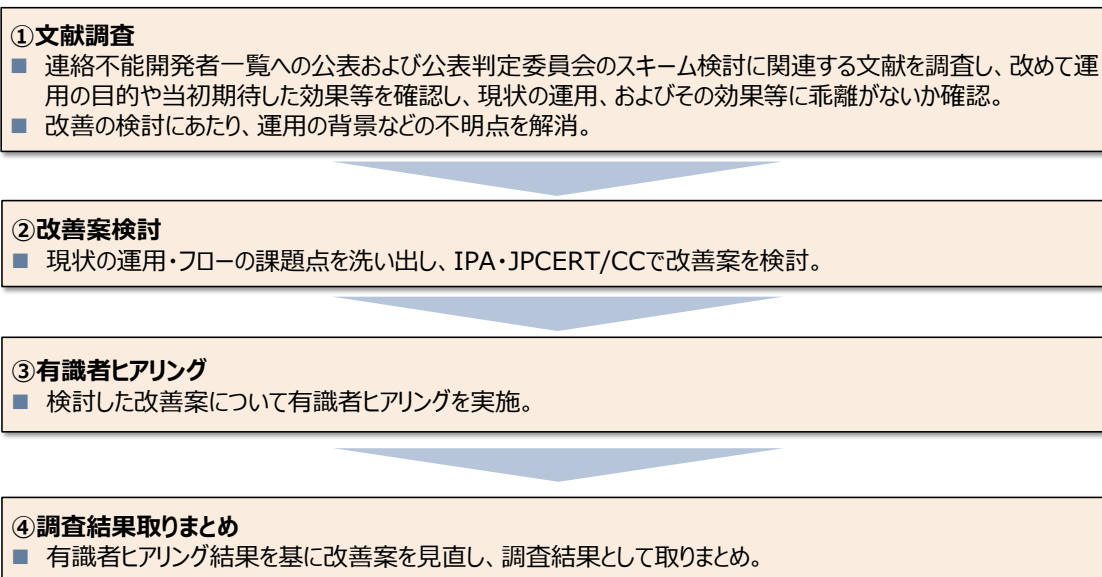 ①文献調査
■ 連絡不能開発者一覧への公表および公表判定委員会のスキーム検討に関連する文献を調査し、改めて運
用の目的や当初期待した効果等を確認し、現状の運用、およびその効果等に乖離がないか確認。
■ 改善の検討にあたり、運用の背景などの不明点を解消。
②改善案検討
■ 現状の運用・フローの課題点を洗い出し、IPA・JPCERT/CCで改善案を検討。
③有識者ヒアリング
■ 検討した改善案について有識者ヒアリングを実施。
④調査結果取りまとめ
■ 有識者ヒアリング結果を基に改善案を見直し、調査結果として取りまとめ。